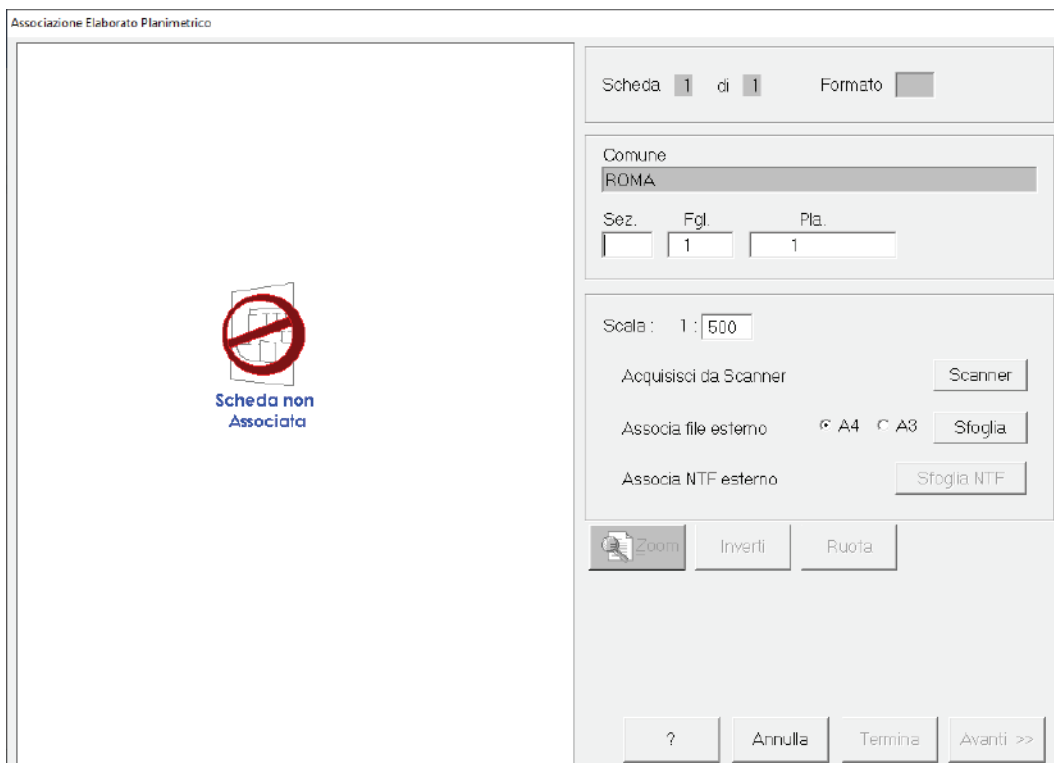 Associazione Elaborato Planimetrico
Scheda 1 di 1 Formato
Comune
ROMA
Sez. Fgl. Pla.
1 1
Scala : 1 : 500
Acquisisci da Scanner Scanner
Associa file esterno A4 A3 Sfoglia
Associa NTF esterno Sfoglia NTF
Scheda non
Associata
Zoom Inverti Ruota
? Annulla Termina Avanti >>